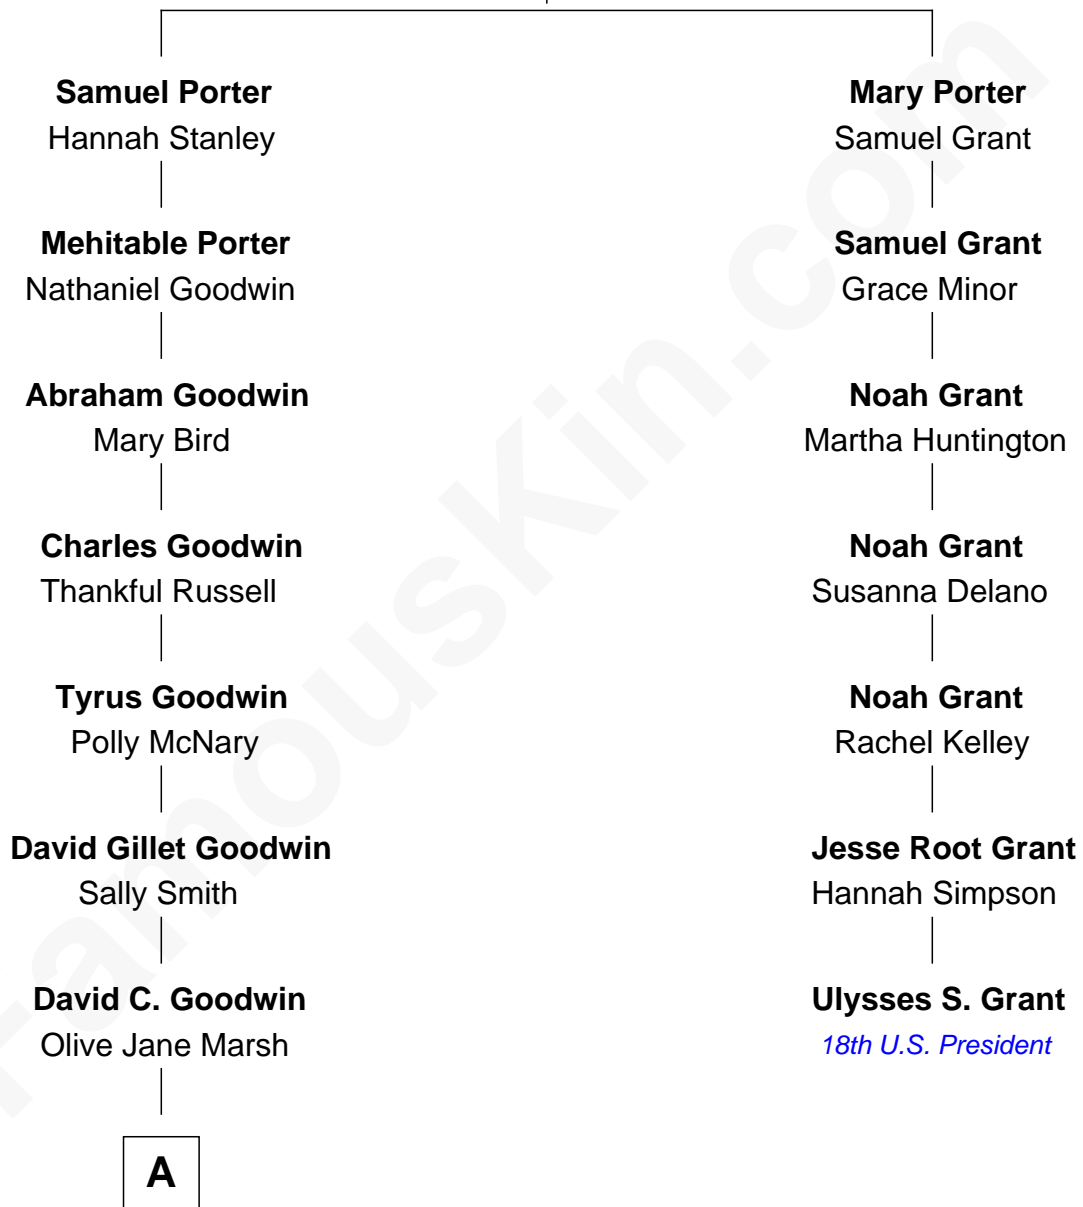 Samuel Porter
Hannah Stanley
Mehitable Porter
Nathaniel Goodwin
Abraham Goodwin
Mary Bird
Charles Goodwin
Thankful Russell
Tyrus Goodwin
Polly McNary
David Gillet Goodwin
Sally Smith
David C. Goodwin
Olive Jane Marsh
A
Mary Porter
Samuel Grant
Samuel Grant
Grace Minor
Noah Grant
Martha Huntington
Noah Grant
Susanna Delano
Noah Grant
Rachel Kelley
Jesse Root Grant
Hannah Simpson
Ulysses S. Grant
18th U.S. President
FamousKin.com